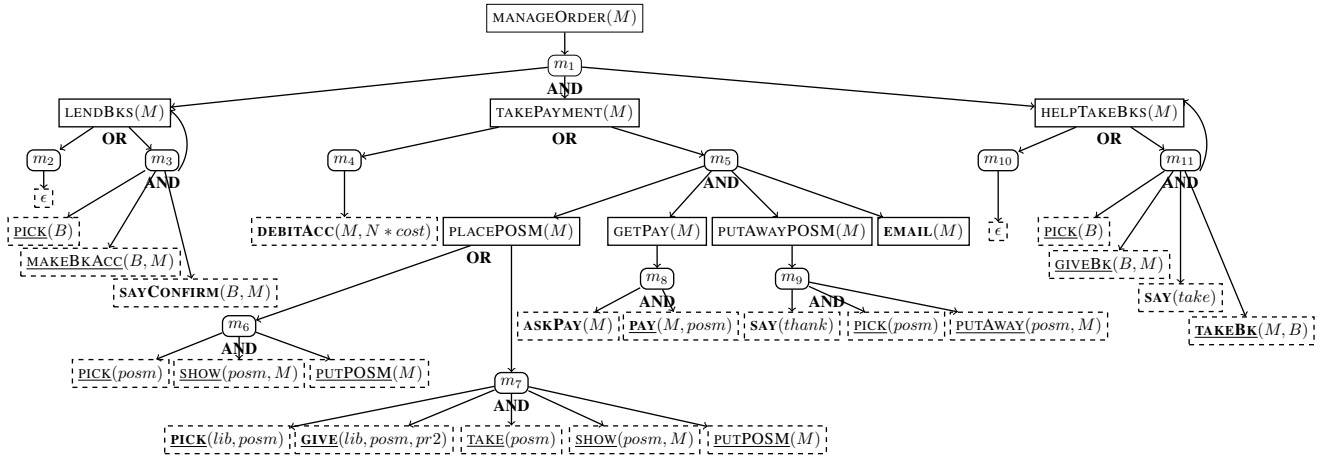 MANAGEORDER(M)
m1
AND
LENDBKS(M) TAKEPAYMENT(M) HELPTAKEBKS(M)
OR OR OR
m2 m3 m4 m5 m10 m11
AND AND AND
ϵ DEBITACC(M, N ∗ cost) PLACEPOSM(M) GETPAY(M) PUTAWAYPOSM(M) EMAIL(M) ϵ PICK(B)
PICK(B)
OR
MAKEBKACC(B, M) GIVEBK(B, M)
m8 m9
SAYCONFIRM(B, M) AND AND SAY(take)
m6 ASKPAY(M) PAY(M, posm) SAY(thank) PICK(posm) PUTAWAY(posm, M) TAKEBK(M, B)
AND
PICK(posm) SHOW(posm, M) PUTPOSM(M)
m7
AND
PICK(lib, posm) GIVE(lib, posm, pr2) TAKE(posm) SHOW(posm, M) PUTPOSM(M)